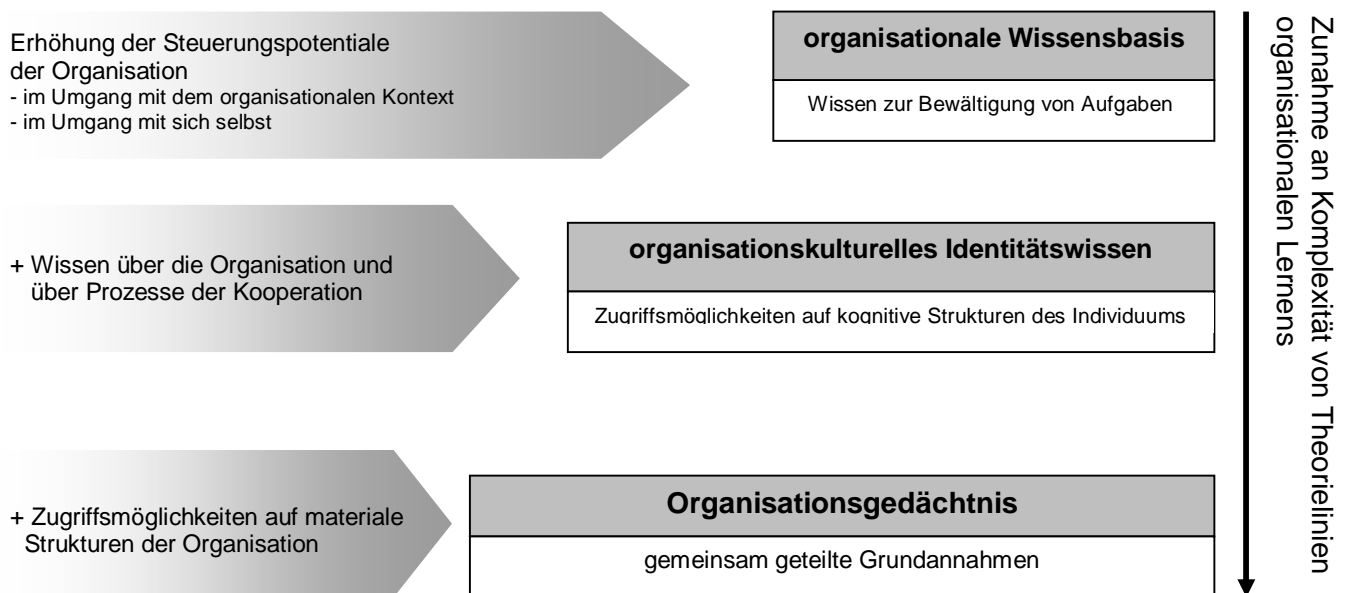 Erhöhung der Steuerungspotentiale
der Organisation
- im Umgang mit dem organisationalen Kontext
- im Umgang mit sich selbst
organisationale Wissensbasis
Wissen zur Bewältigung von Aufgaben
+ Wissen über die Organisation und
über Prozesse der Kooperation
organisationskulturelles Identitätswissen
Zugriffsmöglichkeiten auf kognitive Strukturen des Individuums
+ Zugriffsmöglichkeiten auf materiale
Strukturen der Organisation
Organisationsgedächtnis
gemeinsam geteilte Grundannahmen
Zunahme an Komplexität von Theorielinien
organisationalen Lernens